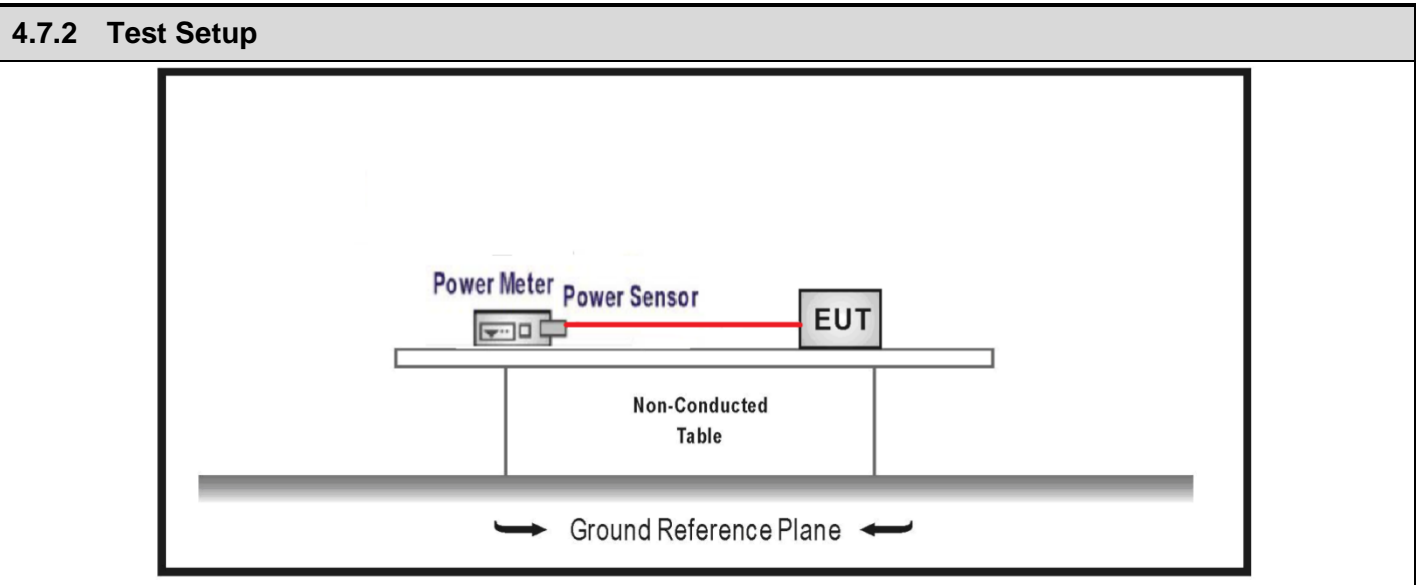 4.7.2 Test Setup
Power Meter
Power Sensor
EUT
Non-Conducted
Table
Ground Reference Plane